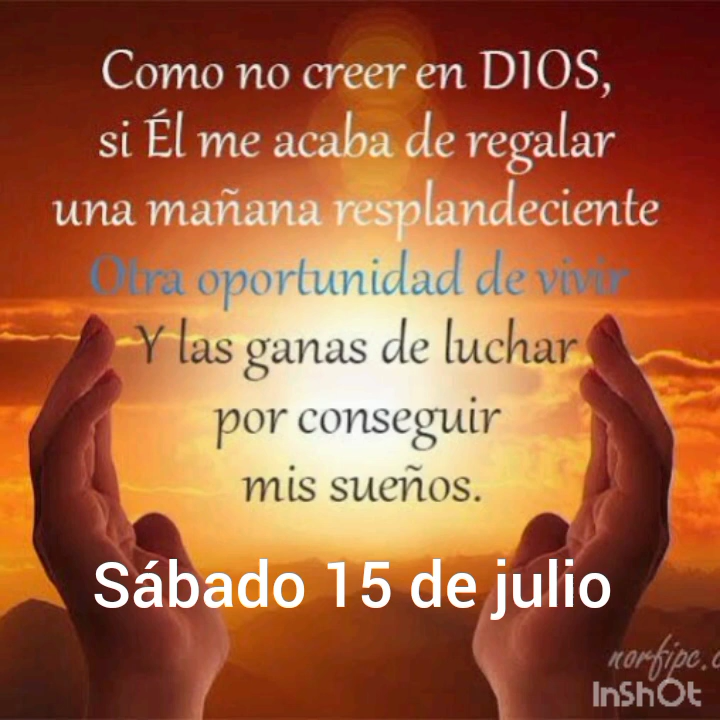 Como no creer en DIOS,
si Él me acaba de regalar
una mañana resplandeciente
Otra oportunidad de vivir
Y las ganas de luchar
por conseguir
mis sueños.
Sábado 15 de julio
norfipc.c
InShOt